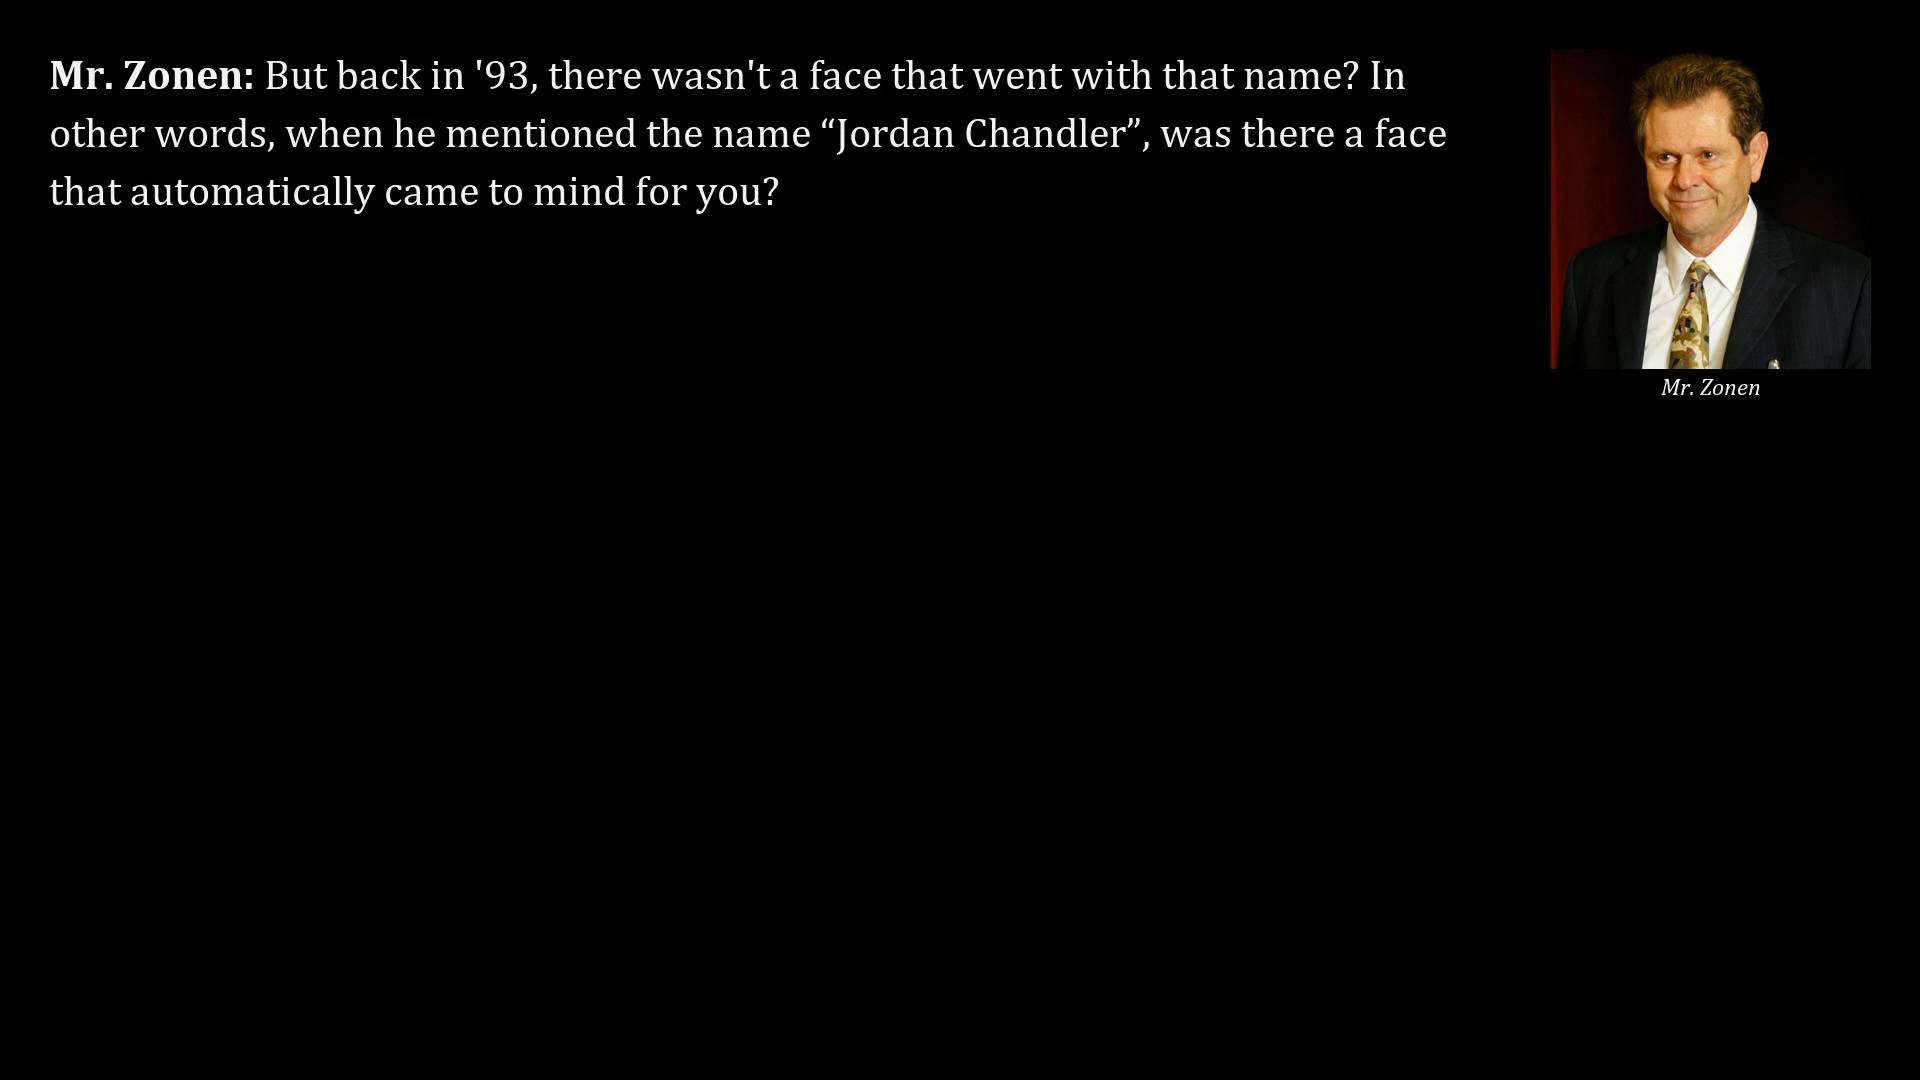 Mr. Zonen: But back in '93, there wasn't a face that went with that name? In
other words, when he mentioned the name “Jordan Chandler”, was there a face
that automatically came to mind for you?
Mr. Zonen